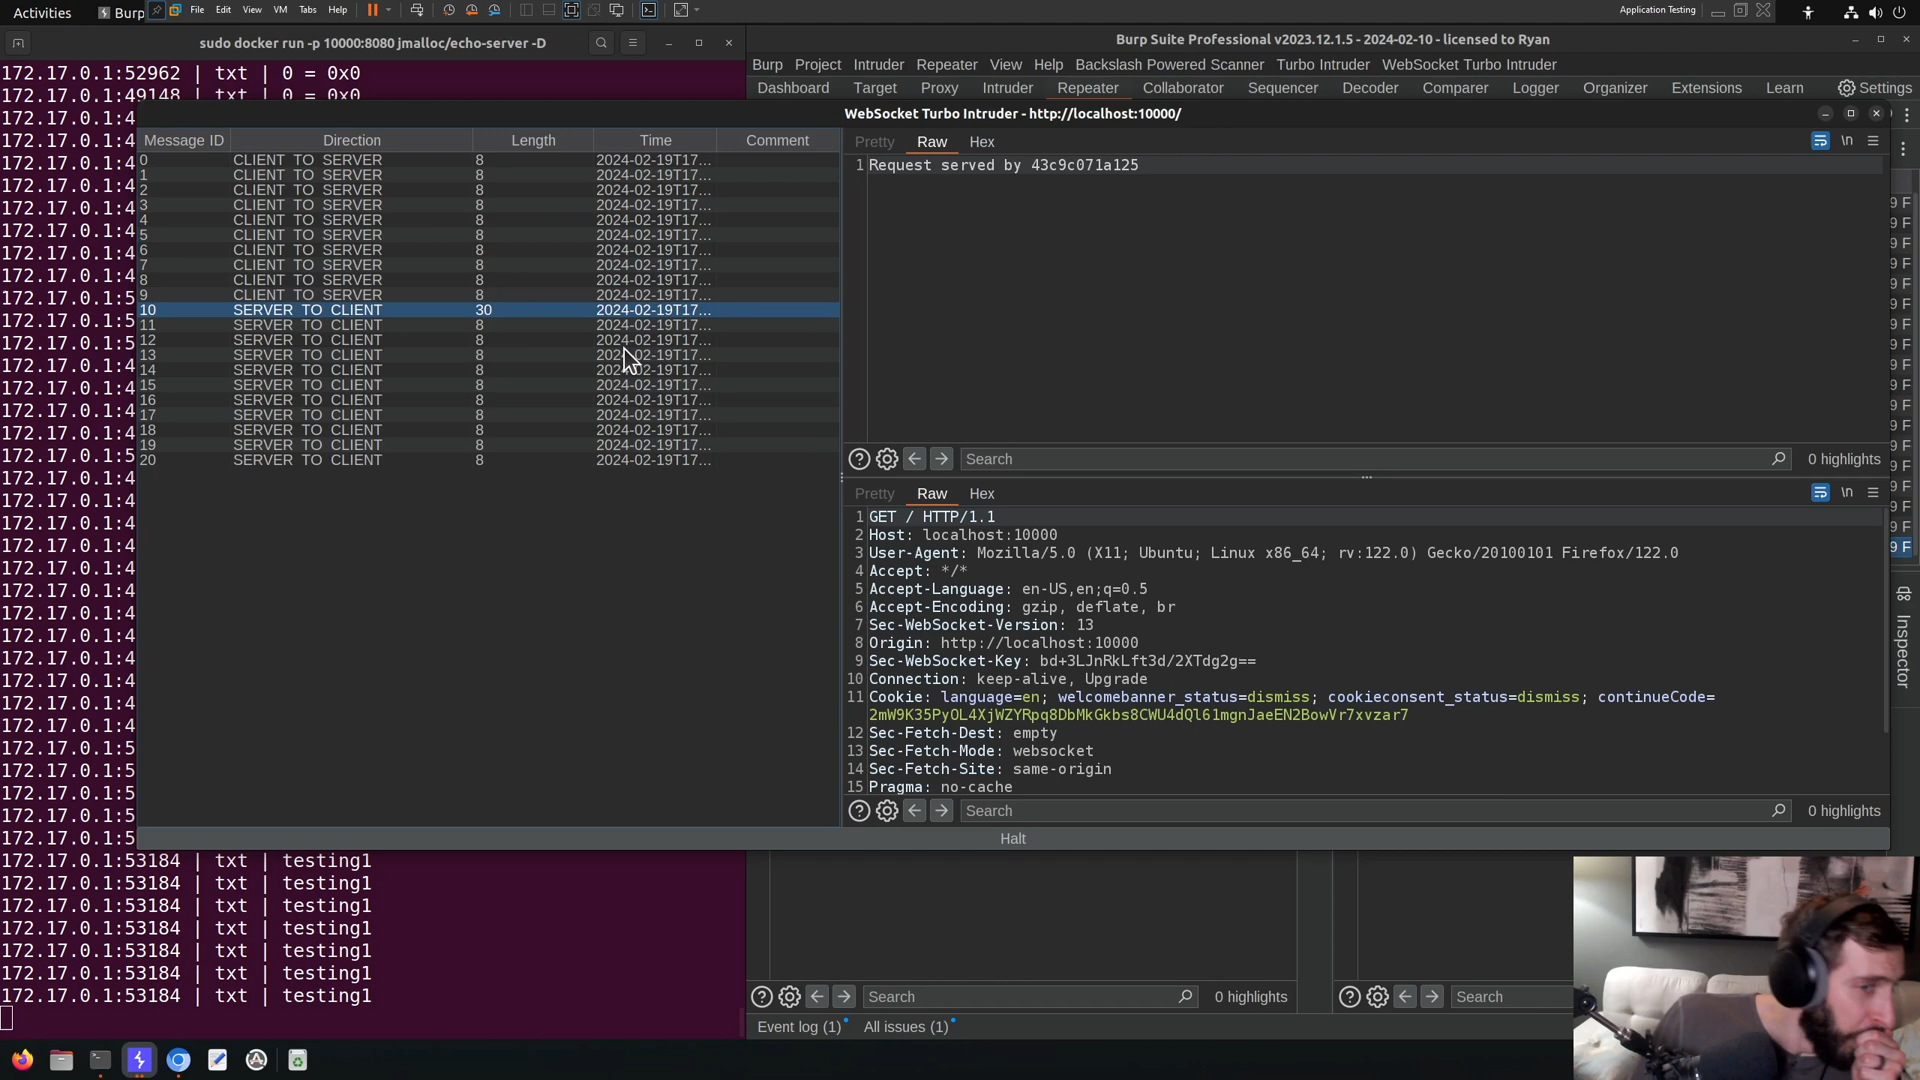 Activities
Burp
File Edit View VM Tabs Help
Application Testing
sudo docker run -p 10000:8080 jmalloc/echo-server -D
Burp Suite Professional v2023.12.1.5 - 2024-02-10 - licensed to Ryan
Burp Project Intruder Repeater View Help Backslash Powered Scanner Turbo Intruder WebSocket Turbo Intruder
Dashboard Target Proxy Intruder Repeater Collaborator Sequencer Decoder Comparer Logger Organizer Extensions Learn Settings
172.17.0.1:52962 | txt | 0 = 0x0
172.17.0.1:49148 | txt | 0 = 0x0
WebSocket Turbo Intruder - http://localhost:10000/
Message ID Direction Length Time Comment
0 CLIENT TO SERVER 8 2024-02-19T17...
1 CLIENT TO SERVER 8 2024-02-19T17...
2 CLIENT TO SERVER 8 2024-02-19T17...
3 CLIENT TO SERVER 8 2024-02-19T17...
4 CLIENT TO SERVER 8 2024-02-19T17...
5 CLIENT TO SERVER 8 2024-02-19T17...
6 CLIENT TO SERVER 8 2024-02-19T17...
7 CLIENT TO SERVER 8 2024-02-19T17...
8 CLIENT TO SERVER 8 2024-02-19T17...
9 CLIENT TO SERVER 8 2024-02-19T17...
10 SERVER TO CLIENT 30 2024-02-19T17...
11 SERVER TO CLIENT 8 2024-02-19T17...
12 SERVER TO CLIENT 8 2024-02-19T17...
13 SERVER TO CLIENT 8 2024-02-19T17...
14 SERVER TO CLIENT 8 2024-02-19T17...
15 SERVER TO CLIENT 8 2024-02-19T17...
16 SERVER TO CLIENT 8 2024-02-19T17...
17 SERVER TO CLIENT 8 2024-02-19T17...
18 SERVER TO CLIENT 8 2024-02-19T17...
19 SERVER TO CLIENT 8 2024-02-19T17...
20 SERVER TO CLIENT 8 2024-02-19T17...
Pretty Raw Hex \n
1 Request served by 43c9c071a125
Search 0 highlights
Pretty Raw Hex \n
1 GET / HTTP/1.1
2 Host: localhost:10000
3 User-Agent: Mozilla/5.0 (X11; Ubuntu; Linux x86_64; rv:122.0) Gecko/20100101 Firefox/122.0
4 Accept: */*
5 Accept-Language: en-US,en;q=0.5
6 Accept-Encoding: gzip, deflate, br
7 Sec-WebSocket-Version: 13
8 Origin: http://localhost:10000
9 Sec-WebSocket-Key: bd+3LJnRkLft3d/2XTdg2g==
10 Connection: keep-alive, Upgrade
11 Cookie: language=en; welcomebanner_status=dismiss; cookieconsent_status=dismiss; continueCode=
2mW9K35PyOL4XjWZYRpq8DbMkGkbs8CWU4dQl61mgnJaeEN2BowVr7xvzar7
12 Sec-Fetch-Dest: empty
13 Sec-Fetch-Mode: websocket
14 Sec-Fetch-Site: same-origin
15 Pragma: no-cache
Search 0 highlights
Halt
Inspector
172.17.0.1:53184 | txt | testing1
172.17.0.1:53184 | txt | testing1
172.17.0.1:53184 | txt | testing1
172.17.0.1:53184 | txt | testing1
172.17.0.1:53184 | txt | testing1
172.17.0.1:53184 | txt | testing1
172.17.0.1:53184 | txt | testing1
Search 0 highlights
Search
Event log (1) All issues (1)